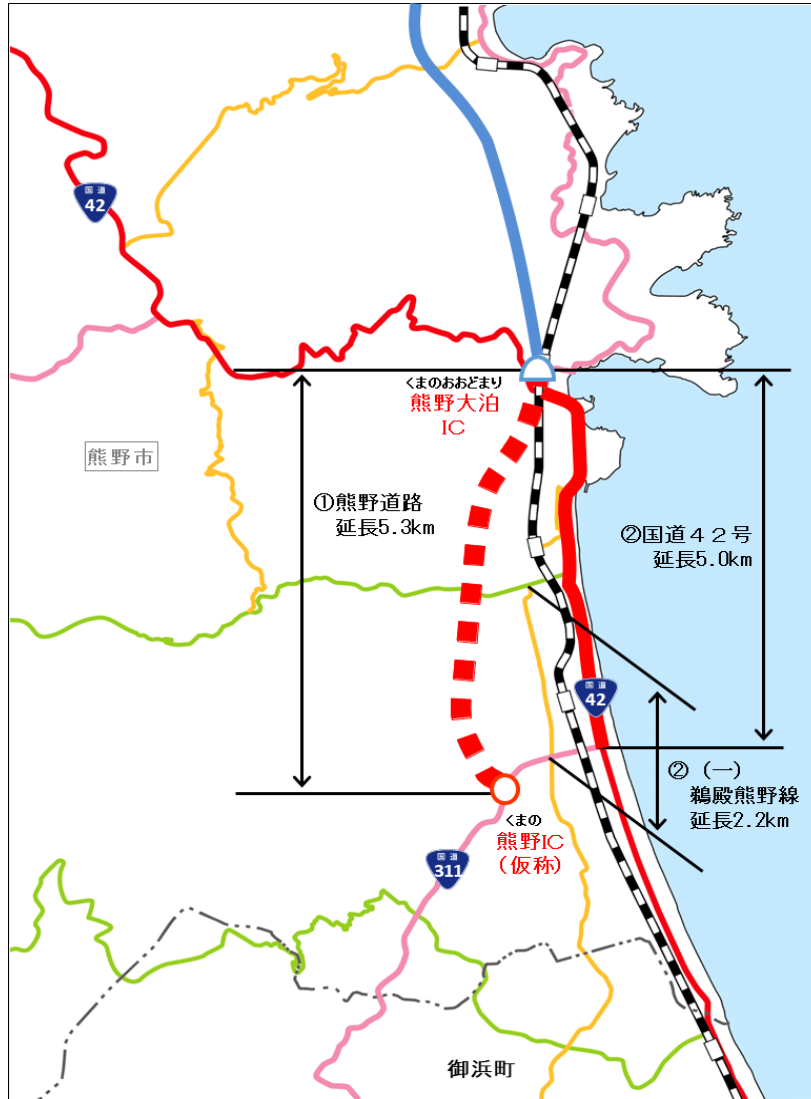 国道
42
くまのおおどまり
熊野大泊
IC
熊野市
①熊野道路
延長5.3km
②国道４２号
延長5.0km
国道
42
②（一）
鵜殿熊野線
延長2.2km
くまの
熊野IC
（仮称）
国道
311
御浜町